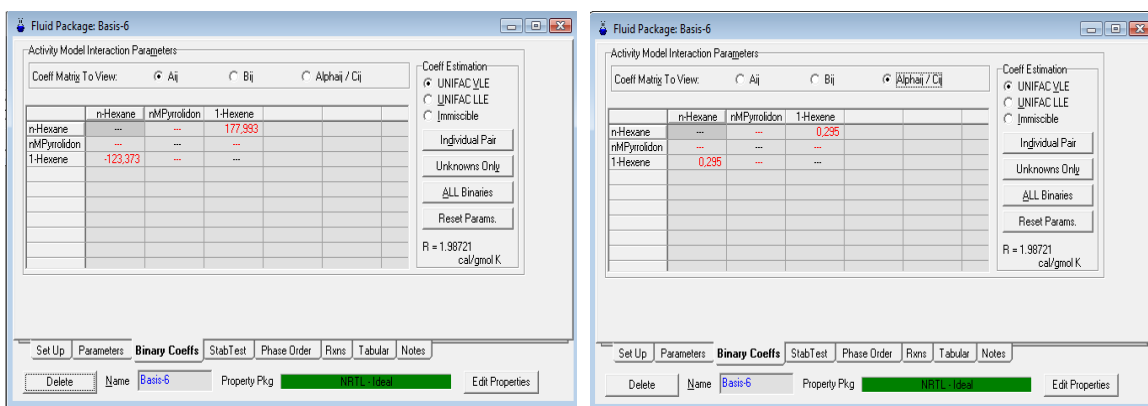 Fluid Package: Basis-6
Activity Model Interaction Parameters
Coeff Matrix To View: Aij Bij Alphaij / Cij
n-Hexane nMPyrrolidon 1-Hexene
n-Hexane --- --- 177,993
nMPyrrolidon --- --- ---
1-Hexene -123,373 --- ---
Coeff Estimation
UNIFAC VLE
UNIFAC LLE
Immiscible
Individual Pair
Unknowns Only
ALL Binaries
Reset Params.
R = 1.98721
cal/gmol K
Set Up Parameters Binary Coeffs StabTest Phase Order Rxns Tabular Notes
Delete Name Basis-6 Property Pkg NRTL - Ideal Edit Properties
Fluid Package: Basis-6
Activity Model Interaction Parameters
Coeff Matrix To View: Aij Bij Alphaij / Cij
n-Hexane nMPyrrolidon 1-Hexene
n-Hexane --- --- 0,295
nMPyrrolidon --- --- ---
1-Hexene 0,295 --- ---
Coeff Estimation
UNIFAC VLE
UNIFAC LLE
Immiscible
Individual Pair
Unknowns Only
ALL Binaries
Reset Params.
R = 1.98721
cal/gmol K
Set Up Parameters Binary Coeffs StabTest Phase Order Rxns Tabular Notes
Delete Name Basis-6 Property Pkg NRTL - Ideal Edit Properties